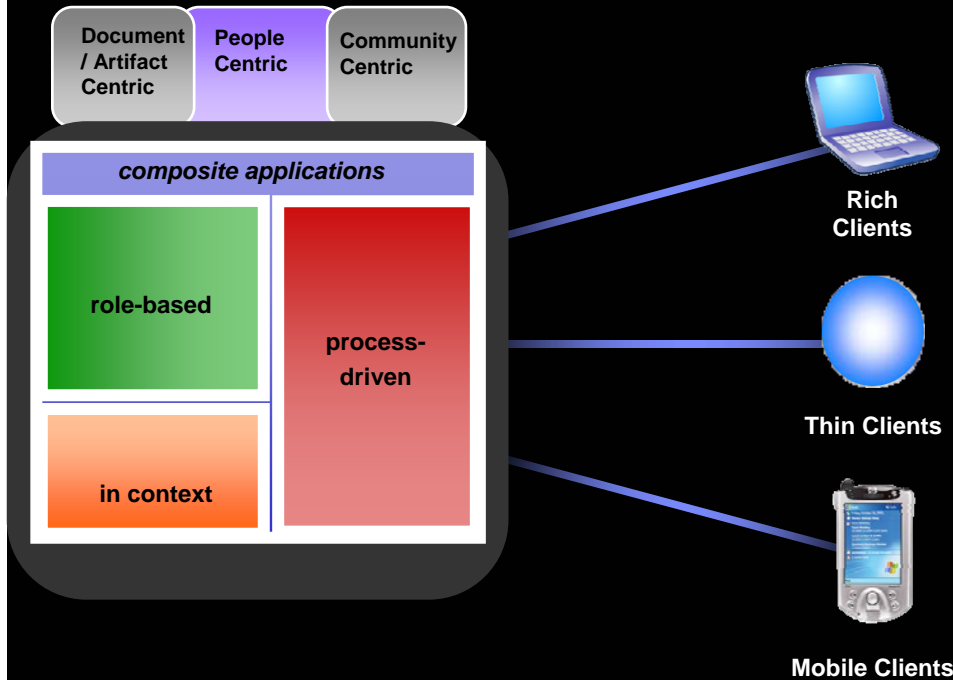 Document
/ Artifact
Centric
People
Centric
Community
Centric
composite applications
role-based
process-
driven
in context
Rich
Clients
Thin Clients
Mobile Clients